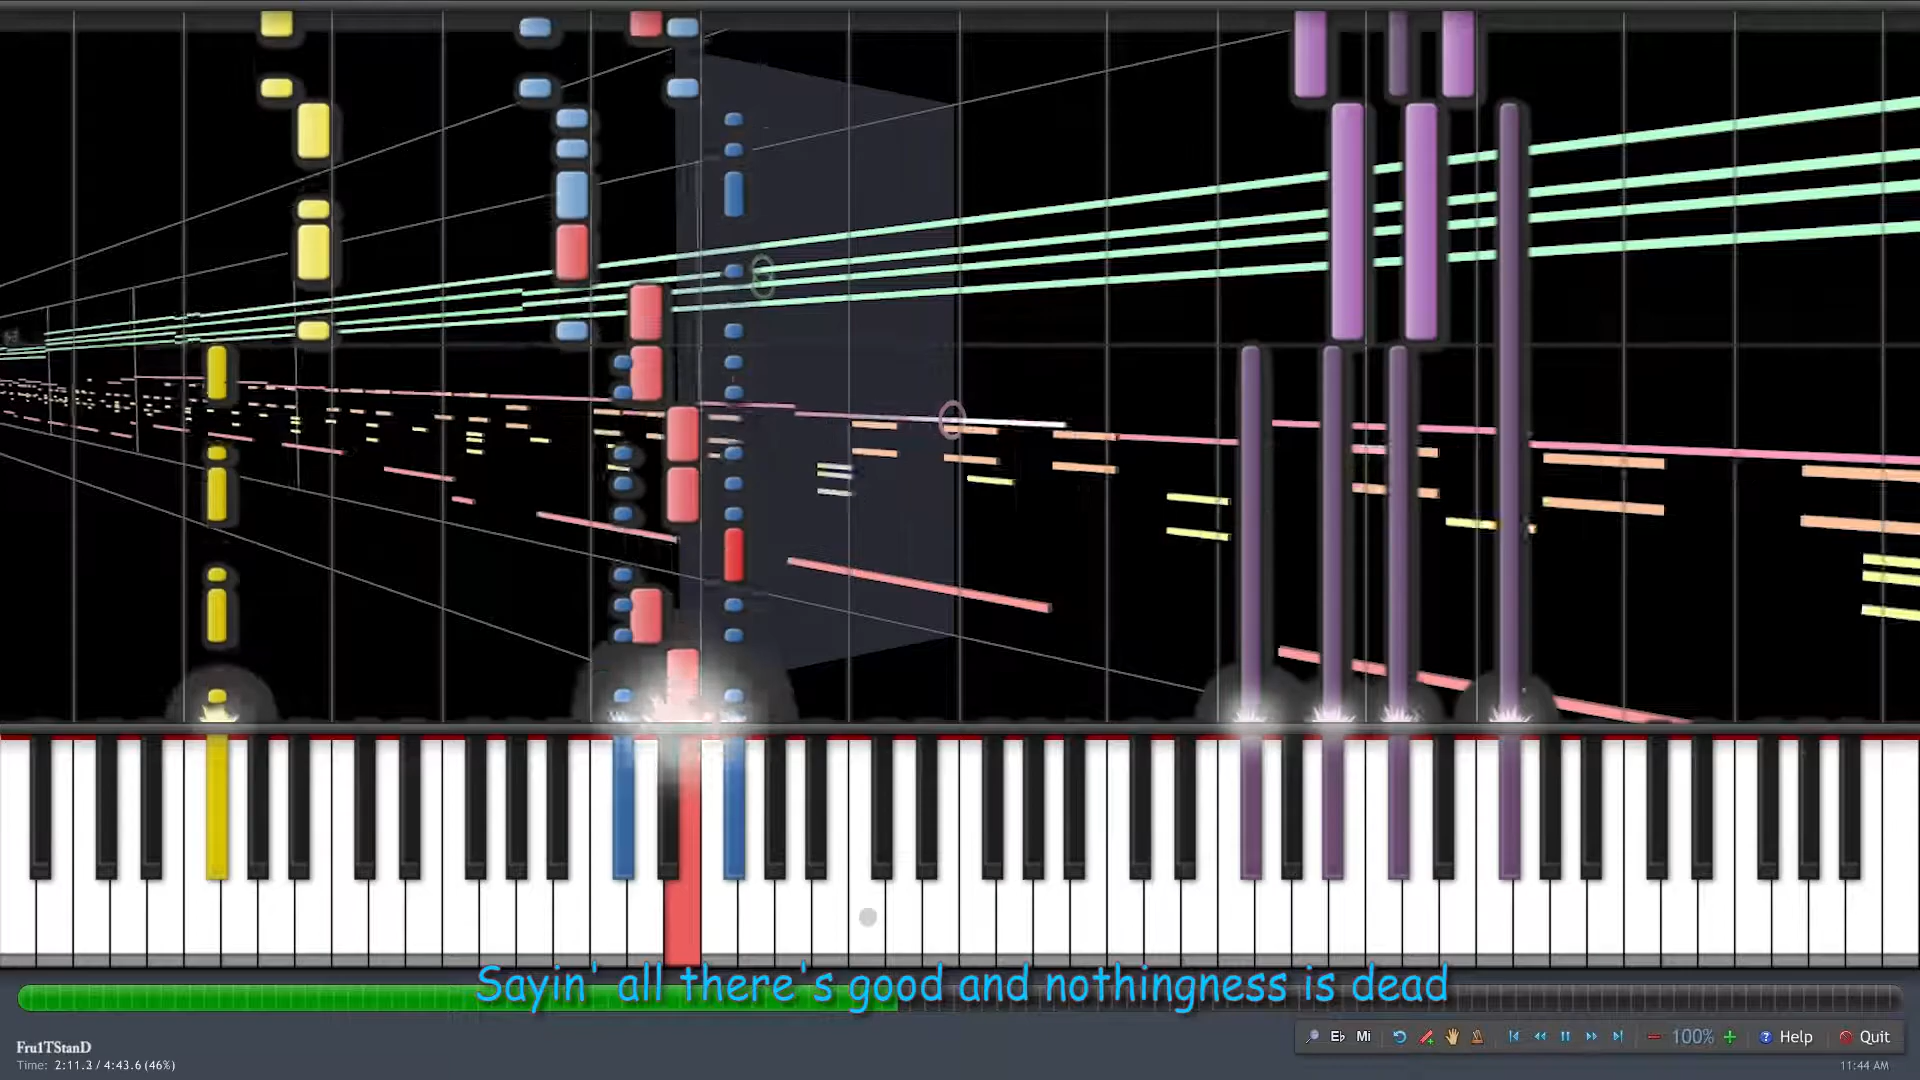 Sayin' all there's good and nothingness is dead
Fru1TStanD
Time: 2:11.3 / 4:43.6 (46%)
Eb Mi 100% Help Quit
11:44 AM